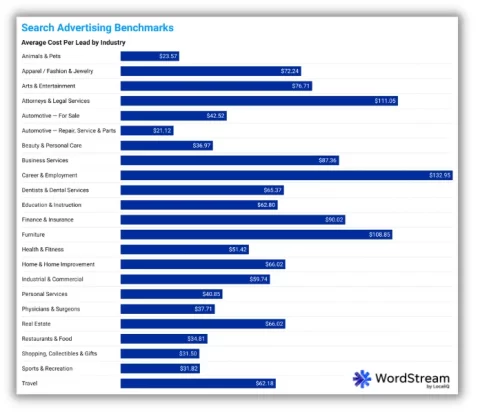 Search Advertising Benchmarks
Average Cost Per Lead by Industry
Animals & Pets $23.57
Apparel / Fashion & Jewelry $72.24
Arts & Entertainment $76.71
Attorneys & Legal Services $111.05
Automotive — For Sale $42.52
Automotive — Repair, Service & Parts $21.12
Beauty & Personal Care $36.97
Business Services $87.36
Career & Employment $132.95
Dentists & Dental Services $65.37
Education & Instruction $62.80
Finance & Insurance $90.02
Furniture $108.85
Health & Fitness $51.42
Home & Home Improvement $66.02
Industrial & Commercial $59.74
Personal Services $40.85
Physicians & Surgeons $37.71
Real Estate $66.02
Restaurants & Food $34.81
Shopping, Collectibles & Gifts $31.50
Sports & Recreation $31.82
Travel $62.18
WordStream
by LocaliQ